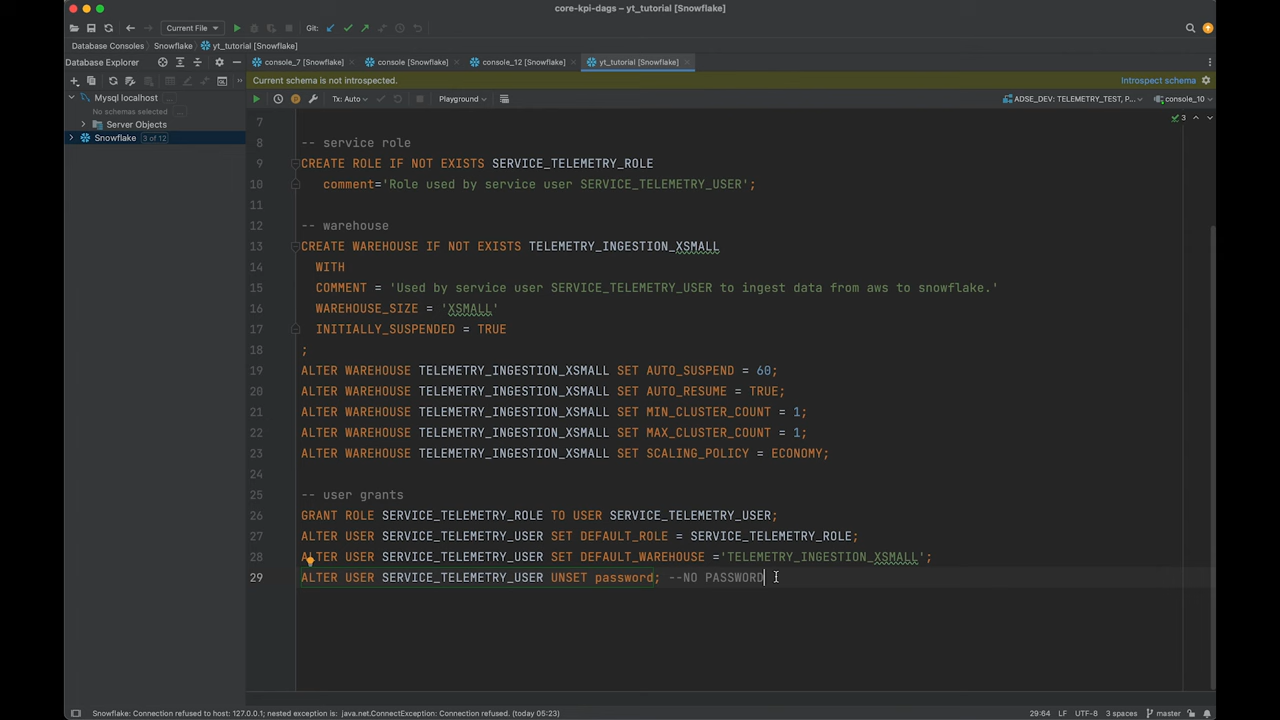 core-kpi-dags – yt_tutorial [Snowflake]
Current File
Git:
Database Consoles
Snowflake
yt_tutorial [Snowflake]
Database Explorer
console_7 [Snowflake]
console [Snowflake]
console_12 [Snowflake]
yt_tutorial [Snowflake]
Current schema is not introspected.
Introspect schema
Tx: Auto
Playground
ADSE_DEV: TELEMETRY_TEST, P...
console_10
Mysql localhost ...
No schemas selected ...
Server Objects
Snowflake 3 of 12
3
7
8 -- service role
9 CREATE ROLE IF NOT EXISTS SERVICE_TELEMETRY_ROLE
10 comment='Role used by service user SERVICE_TELEMETRY_USER';
11
12 -- warehouse
13 CREATE WAREHOUSE IF NOT EXISTS TELEMETRY_INGESTION_XSMALL
14 WITH
15 COMMENT = 'Used by service user SERVICE_TELEMETRY_USER to ingest data from aws to snowflake.'
16 WAREHOUSE_SIZE = 'XSMALL'
17 INITIALLY_SUSPENDED = TRUE
18 ;
19 ALTER WAREHOUSE TELEMETRY_INGESTION_XSMALL SET AUTO_SUSPEND = 60;
20 ALTER WAREHOUSE TELEMETRY_INGESTION_XSMALL SET AUTO_RESUME = TRUE;
21 ALTER WAREHOUSE TELEMETRY_INGESTION_XSMALL SET MIN_CLUSTER_COUNT = 1;
22 ALTER WAREHOUSE TELEMETRY_INGESTION_XSMALL SET MAX_CLUSTER_COUNT = 1;
23 ALTER WAREHOUSE TELEMETRY_INGESTION_XSMALL SET SCALING_POLICY = ECONOMY;
24
25 -- user grants
26 GRANT ROLE SERVICE_TELEMETRY_ROLE TO USER SERVICE_TELEMETRY_USER;
27 ALTER USER SERVICE_TELEMETRY_USER SET DEFAULT_ROLE = SERVICE_TELEMETRY_ROLE;
28 ALTER USER SERVICE_TELEMETRY_USER SET DEFAULT_WAREHOUSE ='TELEMETRY_INGESTION_XSMALL';
29 ALTER USER SERVICE_TELEMETRY_USER UNSET password; --NO PASSWORD
Snowflake: Connection refused to host: 127.0.0.1; nested exception is: java.net.ConnectException: Connection refused. (today 05:23)
29:64 LF UTF-8 3 spaces master